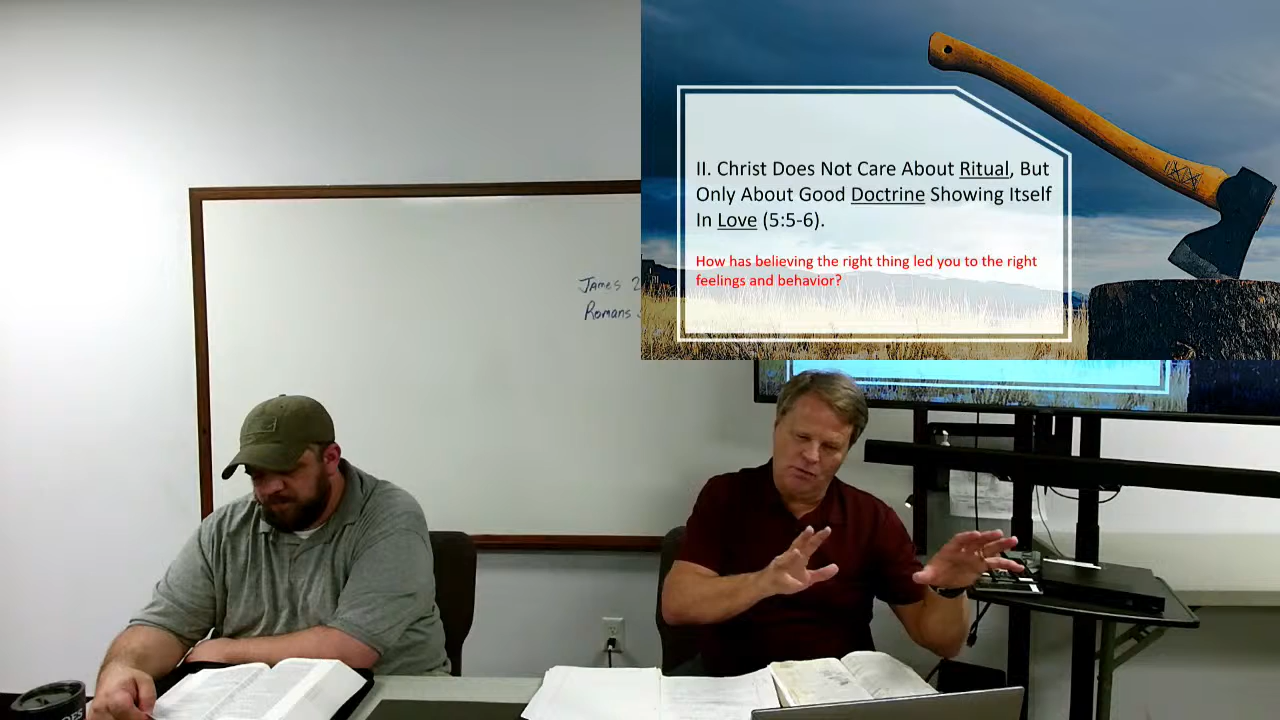 II. Christ Does Not Care About Ritual, But
Only About Good Doctrine Showing Itself
In Love (5:5-6).
How has believing the right thing led you to the right
feelings and behavior?
James 2
Romans